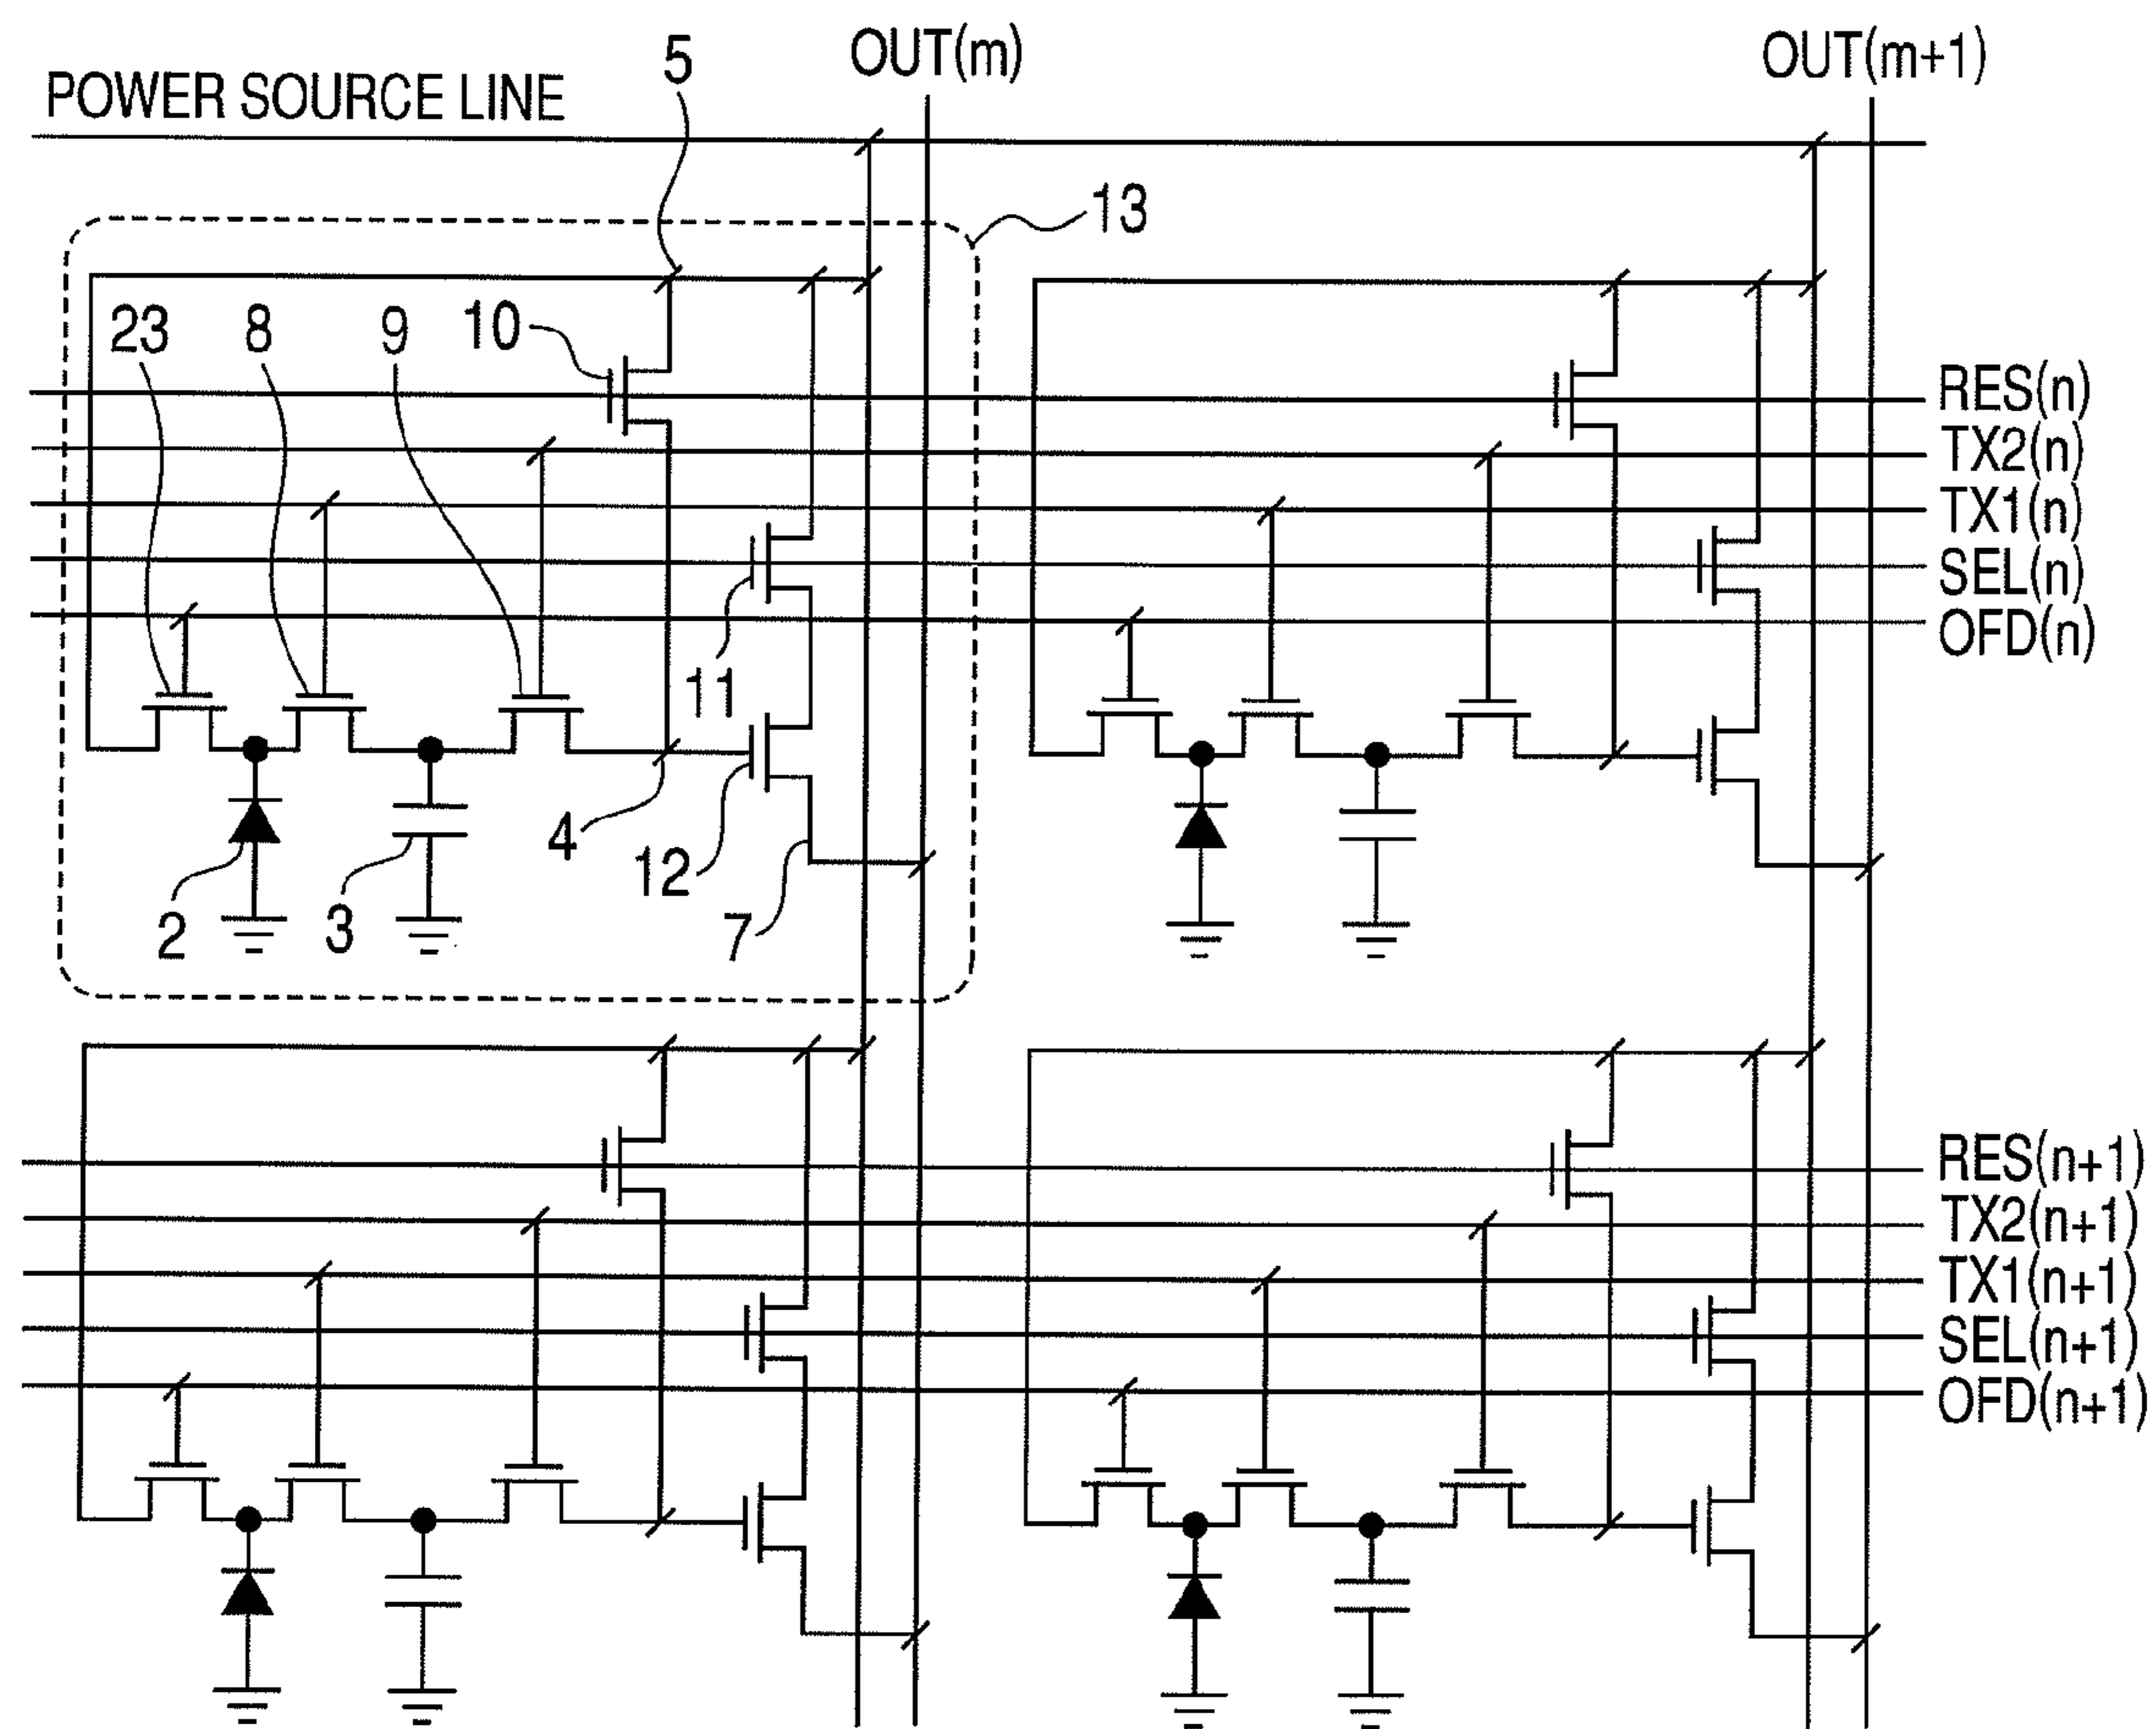 5
OUT(m)
OUT(m+1)
POWER SOURCE LINE
13
23
8
9
10
RES(n)
TX2(n)
TX1(n)
SEL(n)
OFD(n)
11
4
12
2
3
7
RES(n+1)
TX2(n+1)
TX1(n+1)
SEL(n+1)
OFD(n+1)